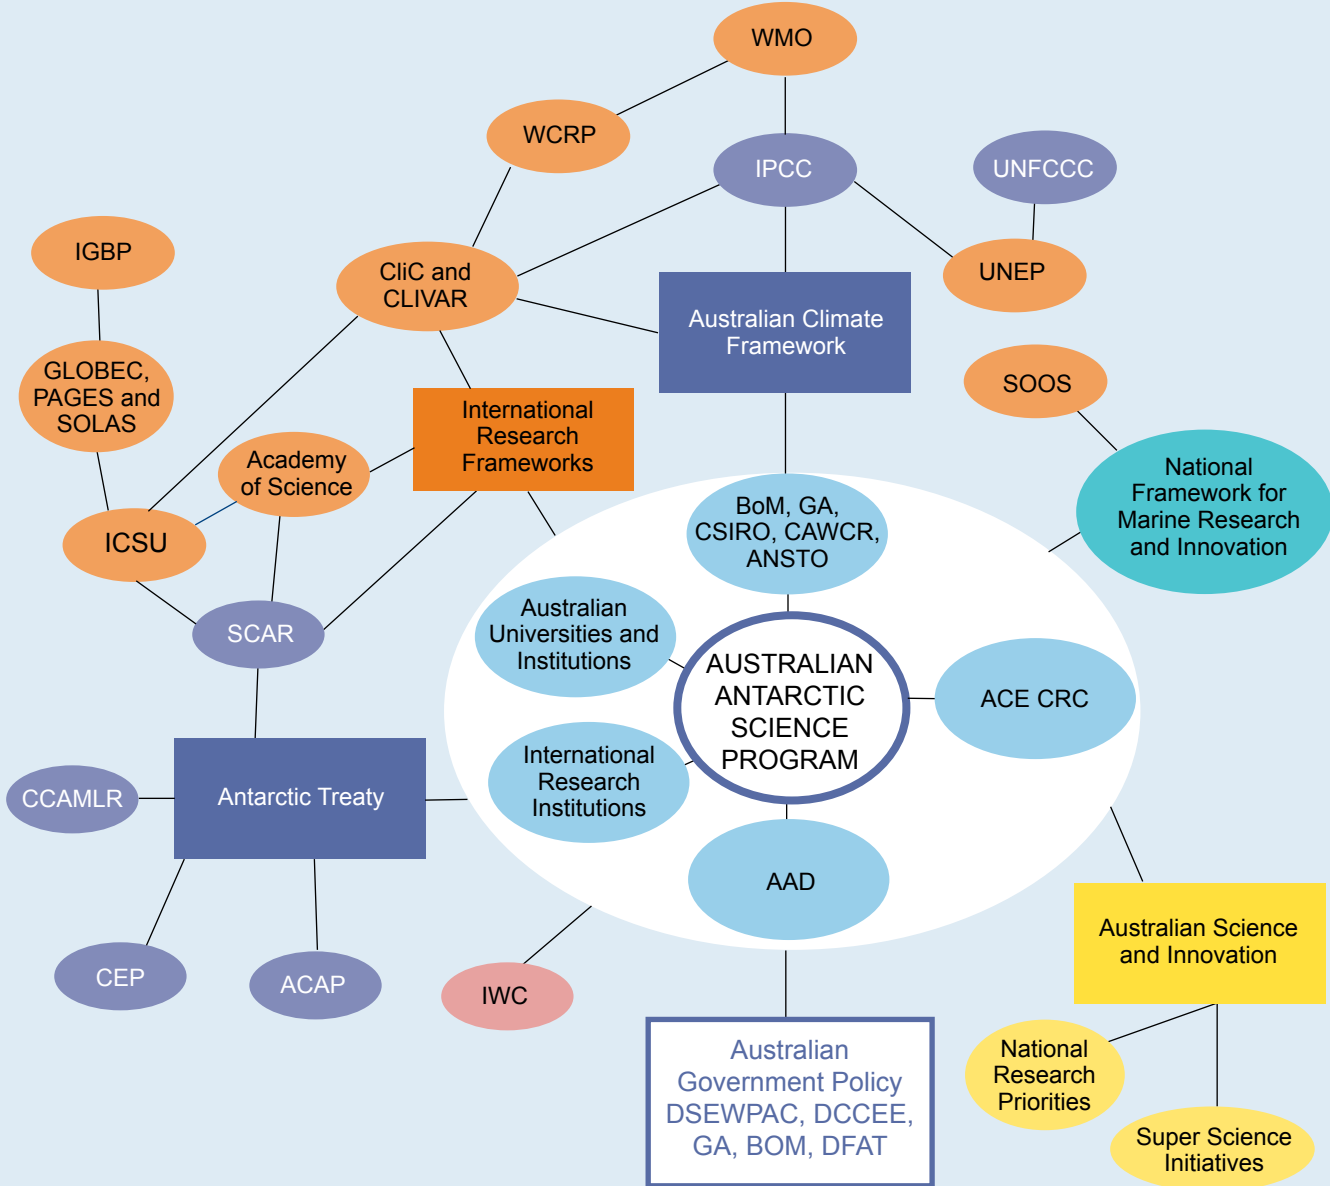 WMO
WCRP
IPCC
UNFCCC
IGBP
CliC and
CLIVAR
UNEP
Australian Climate
Framework
GLOBEC,
PAGES and
SOLAS
SOOS
International
Research
Frameworks
Academy
of Science
National
Framework for
Marine Research
and Innovation
ICSU
BoM, GA,
CSIRO, CAWCR,
ANSTO
SCAR
Australian
Universities and
Institutions
AUSTRALIAN
ANTARCTIC
SCIENCE
PROGRAM
ACE CRC
International
Research
Institutions
CCAMLR
Antarctic Treaty
AAD
CEP
ACAP
IWC
Australian Science
and Innovation
Australian
Government Policy
DSEWPAC, DCCEE,
GA, BOM, DFAT
National
Research
Priorities
Super Science
Initiatives